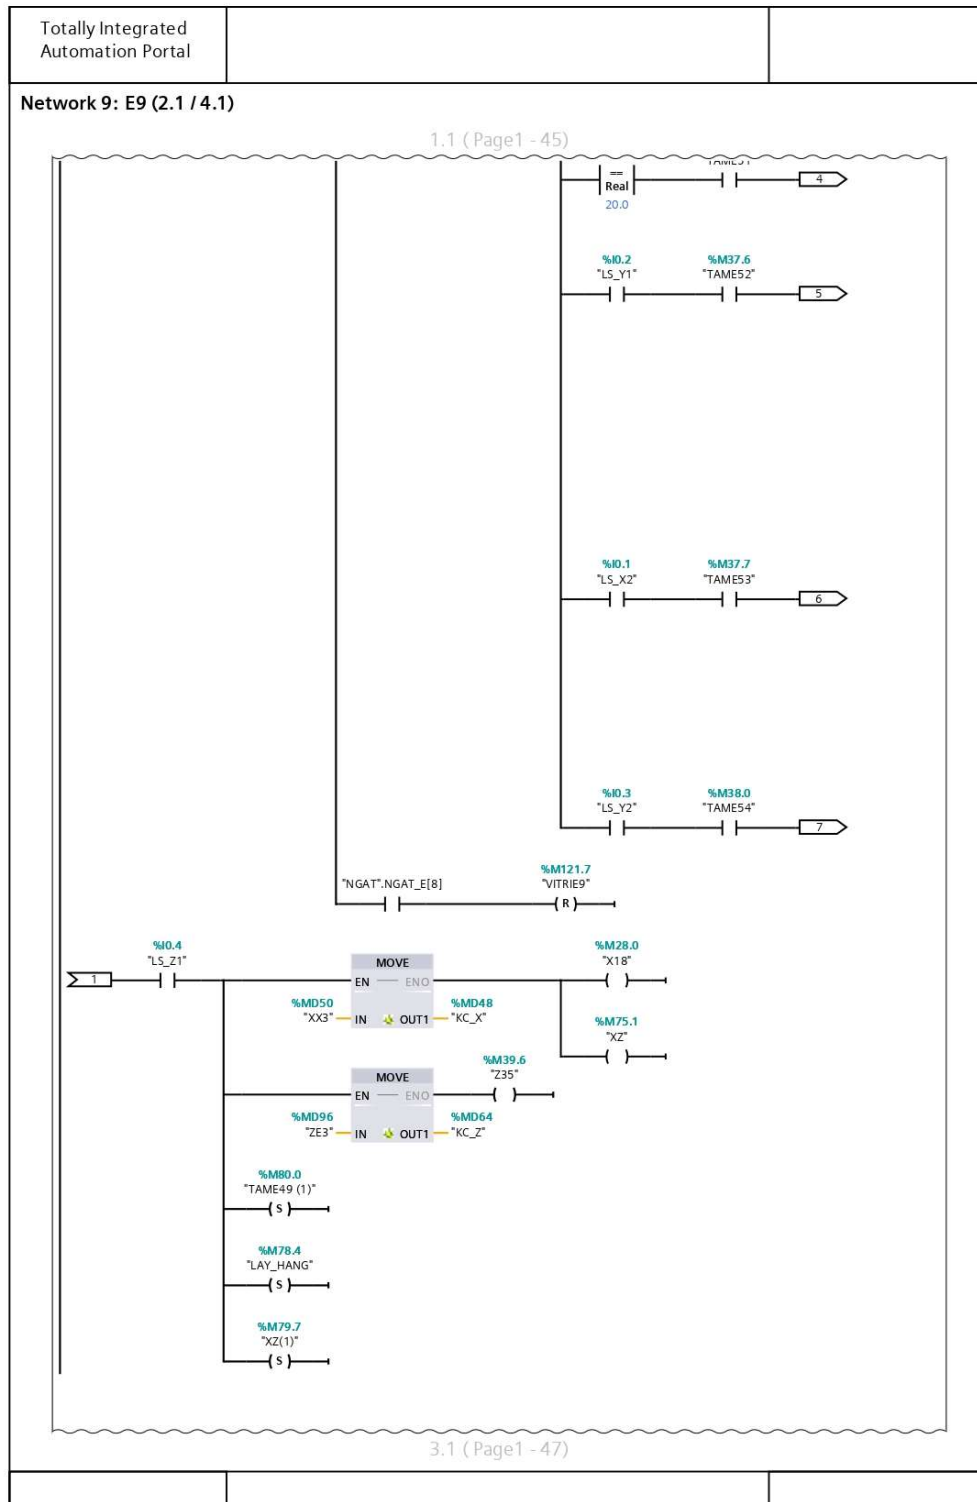 Totally Integrated
Automation Portal
Network 9: E9 (2.1 / 4.1)
1.1 ( Page1 - 45)
==
Real
20.0
4
%I0.2
"LS_Y1"
%M37.6
"TAME52"
5
%I0.1
"LS_X2"
%M37.7
"TAME53"
6
%I0.3
"LS_Y2"
%M38.0
"TAME54"
7
"NGAT".NGAT_E[8]
%M121.7
"VITRIE9"
R
1
%I0.4
"LS_Z1"
MOVE
EN
ENO
%MD50
"XX3"
IN
OUT1
%MD48
"KC_X"
%M28.0
"X18"
%M75.1
"XZ"
MOVE
EN
ENO
%MD96
"ZE3"
IN
OUT1
%MD64
"KC_Z"
%M39.6
"Z35"
%M80.0
"TAME49 (1)"
S
%M78.4
"LAY_HANG"
S
%M79.7
"XZ(1)"
S
3.1 ( Page1 - 47)